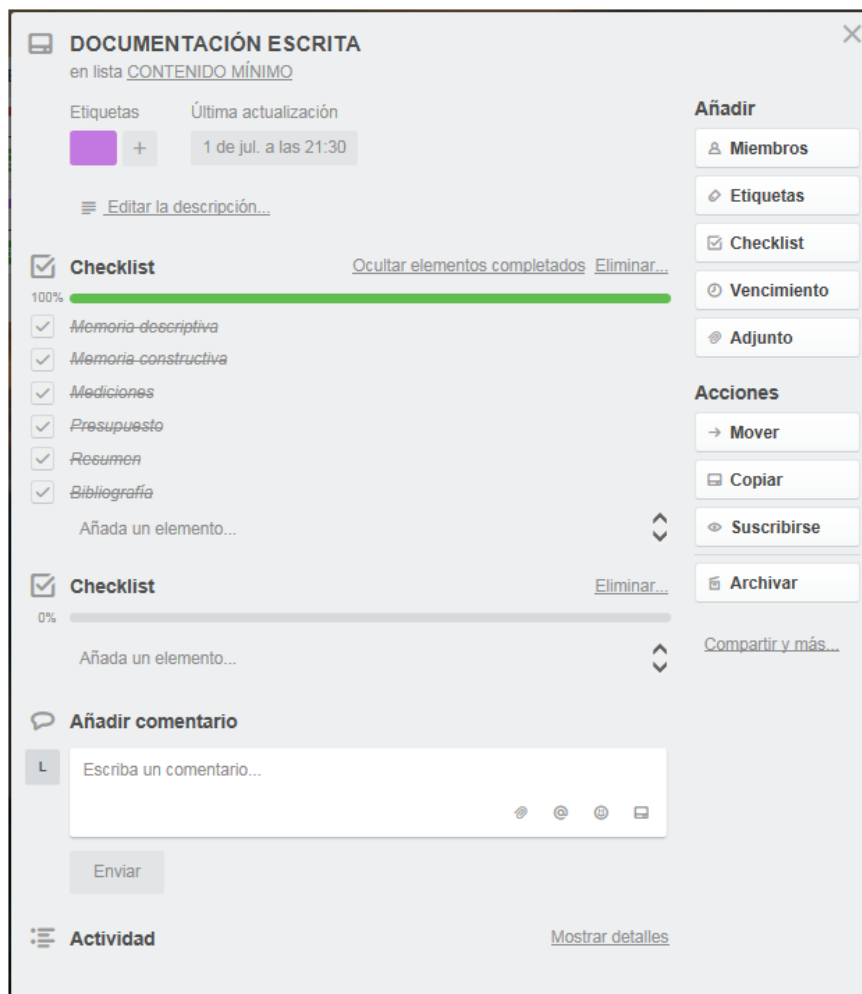 DOCUMENTACIÓN ESCRITA
en lista CONTENIDO MÍNIMO
Etiquetas
Última actualización
+
1 de jul. a las 21:30
Editar la descripción...
Checklist
Ocultar elementos completados
Eliminar...
100%
Memoria descriptiva
Memoria constructiva
Mediciones
Presupuesto
Resumen
Bibliografía
Añada un elemento...
Checklist
Eliminar...
0%
Añada un elemento...
Añadir comentario
L
Escriba un comentario...
@
Enviar
Actividad
Mostrar detalles
Añadir
Miembros
Etiquetas
Checklist
Vencimiento
Adjunto
Acciones
Mover
Copiar
Suscribirse
Archivar
Compartir y más...